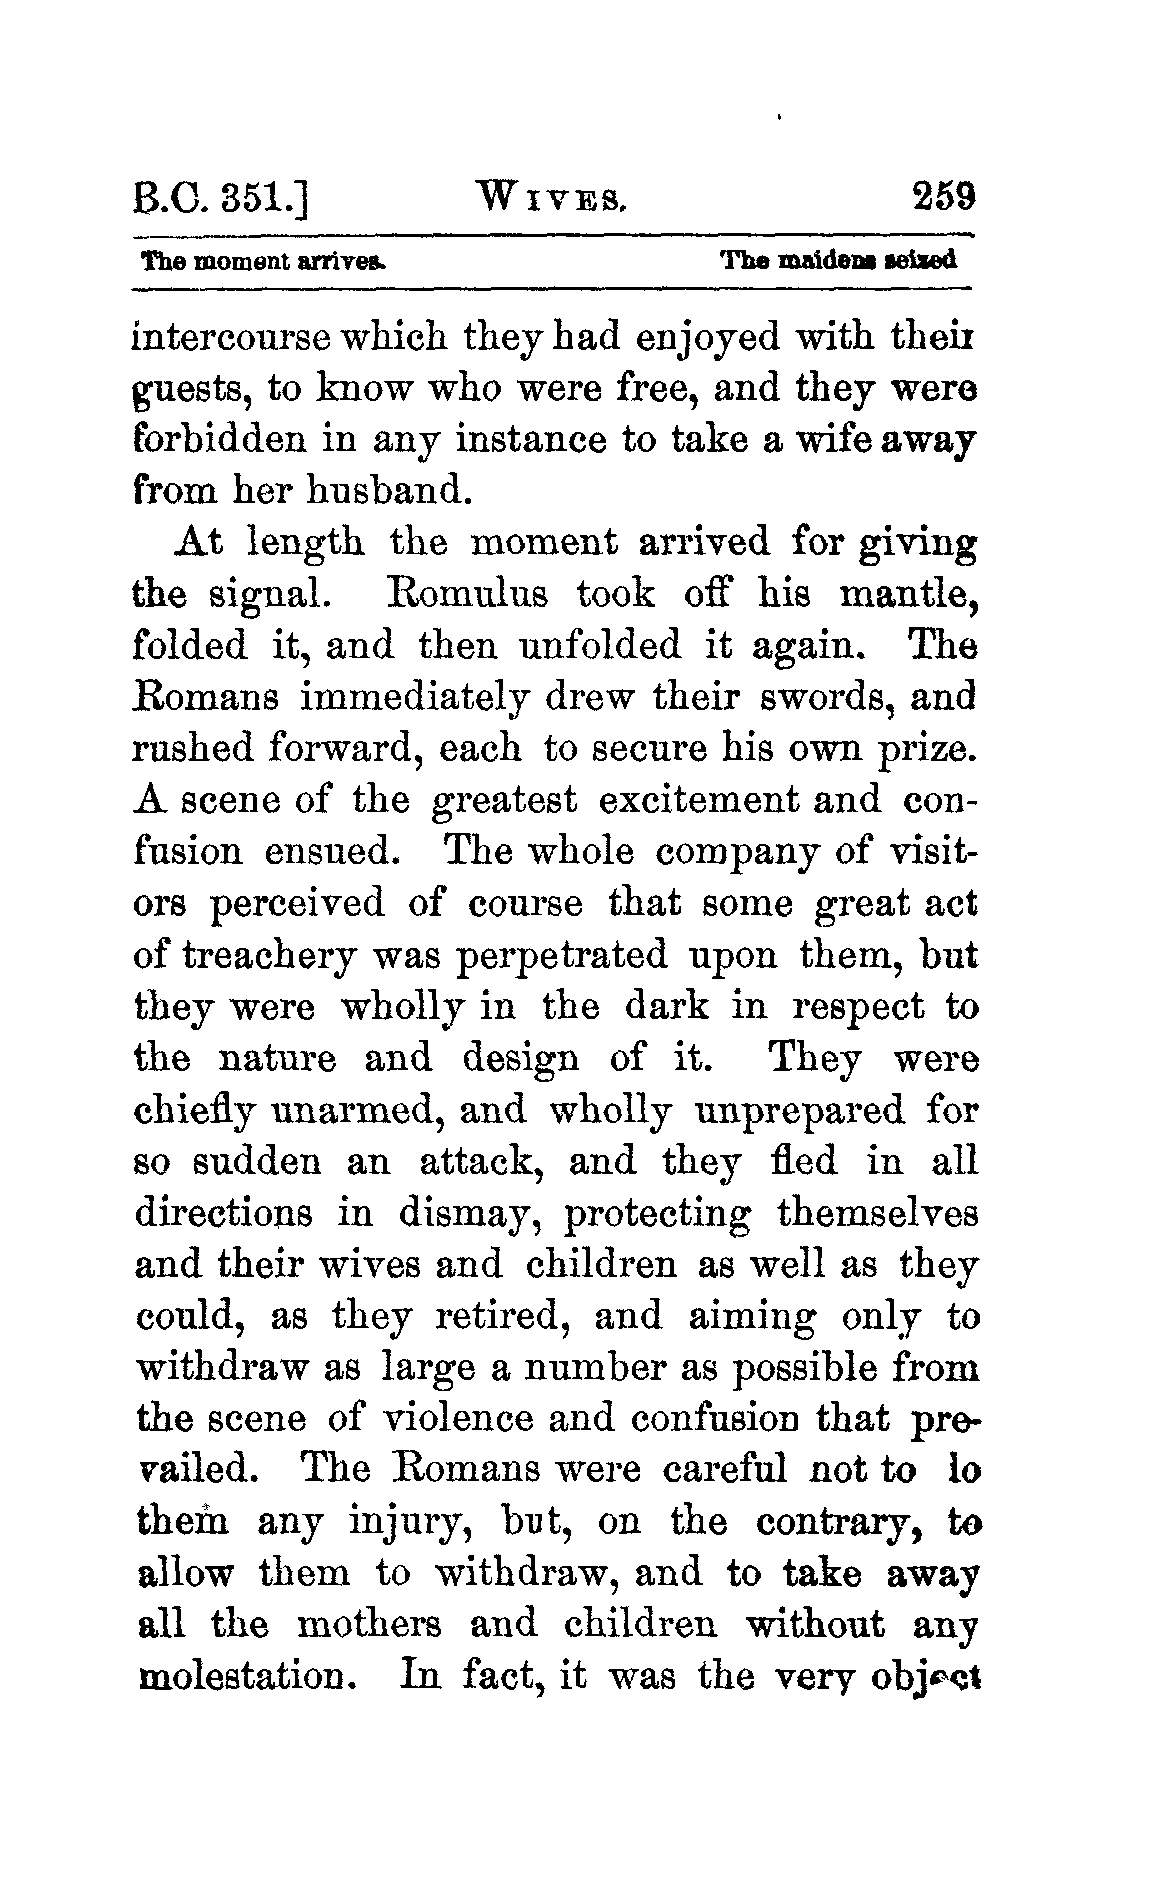 B.C. 351.] WIVES. 259
The moment arrives. The maidens seized
intercourse which they had enjoyed with their
guests, to know who were free, and they were
forbidden in any instance to take a wife away
from her husband.
At length the moment arrived for giving
the signal. Romulus took off his mantle,
folded it, and then unfolded it again. The
Romans immediately drew their swords, and
rushed forward, each to secure his own prize.
A scene of the greatest excitement and con-
fusion ensued. The whole company of visit-
ors perceived of course that some great act
of treachery was perpetrated upon them, but
they were wholly in the dark in respect to
the nature and design of it. They were
chiefly unarmed, and wholly unprepared for
so sudden an attack, and they fled in all
directions in dismay, protecting themselves
and their wives and children as well as they
could, as they retired, and aiming only to
withdraw as large a number as possible from
the scene of violence and confusion that pre-
vailed. The Romans were careful not to lo
them any injury, but, on the contrary, to
allow them to withdraw, and to take away
all the mothers and children without any
molestation. In fact, it was the very object